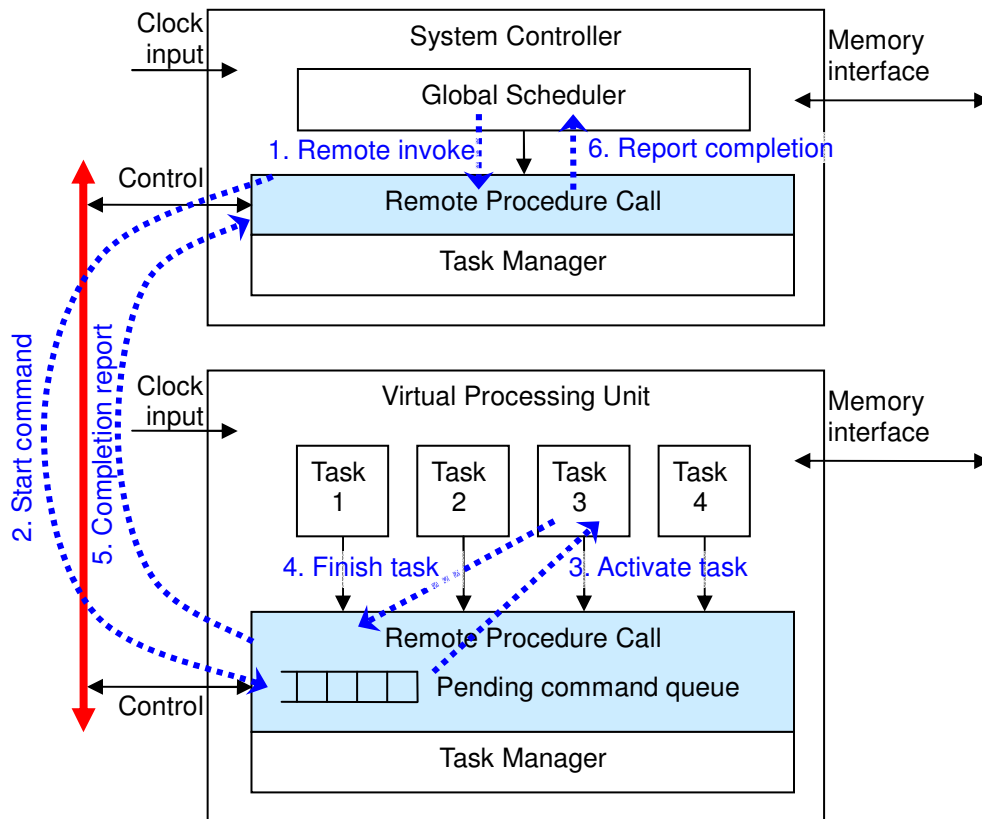 Clock
input
System Controller
Memory
interface
Global Scheduler
1. Remote invoke
6. Report completion
Control
Remote Procedure Call
Task Manager
2. Start command
5. Completion report
Clock
input
Virtual Processing Unit
Memory
interface
Task
1
Task
2
Task
3
Task
4
4. Finish task
3. Activate task
Remote Procedure Call
Pending command queue
Control
Task Manager